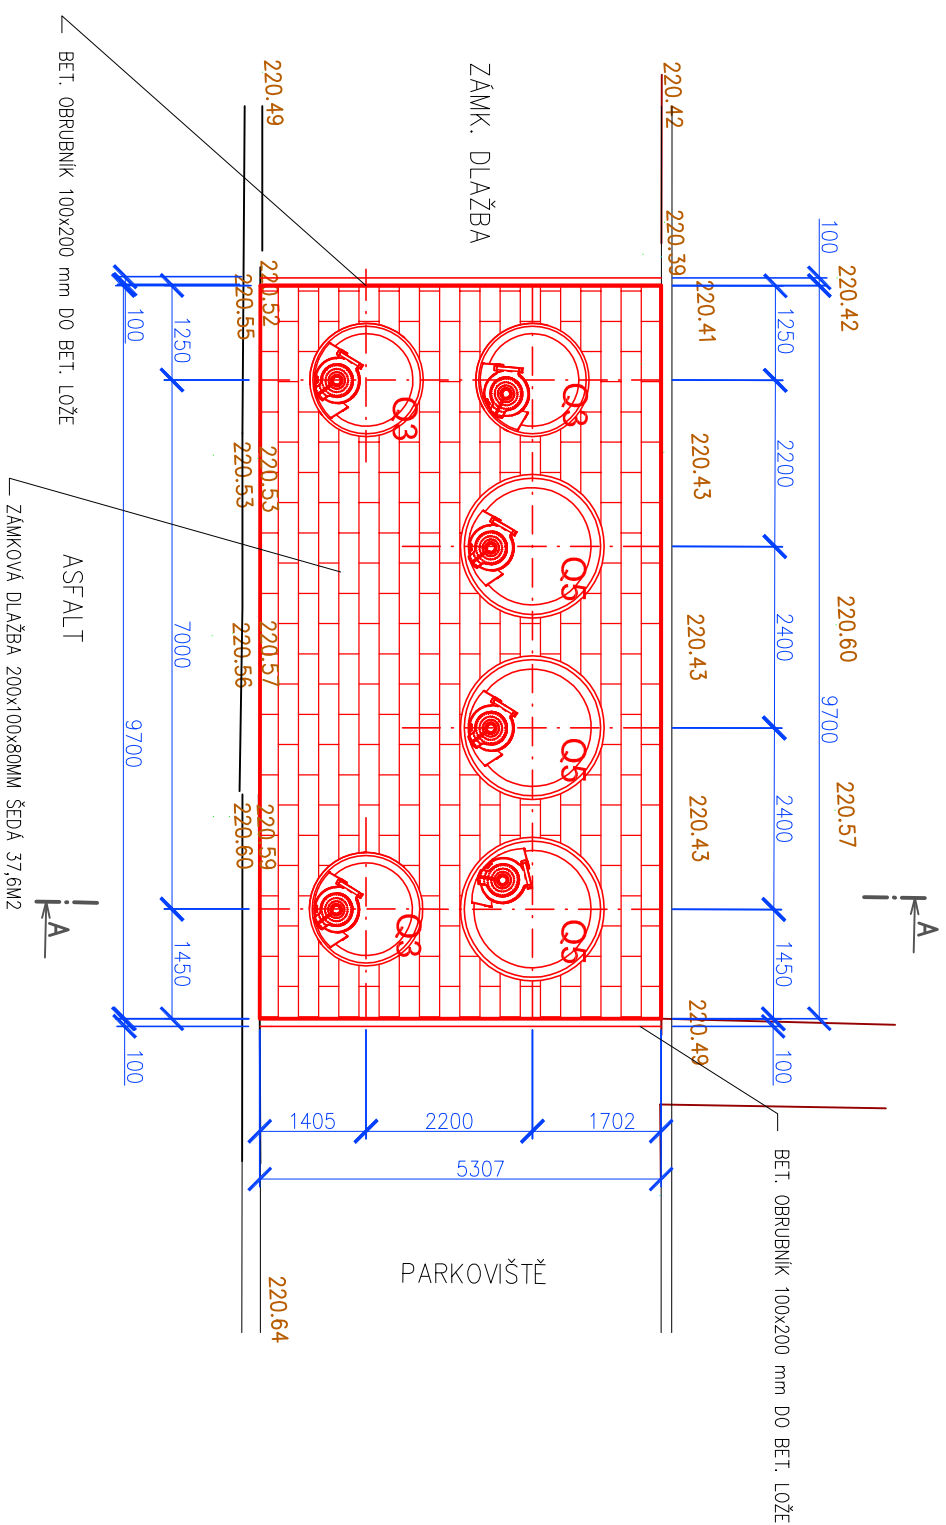 BET. OBRUBNÍK 100x200 mm DO BET. LOŽE
ZÁMKOVÁ DLAŽBA 200x100x80MM ŠEDÁ 37,6M2
ASFALT
ZÁMK. DLAŽBA
PARKOVIŠTĚ
BET. OBRUBNÍK 100x200 mm DO BET. LOŽE
A
A
220.49
220.42
220.39
220.41
220.42
220.52
220.55
220.43
220.53
220.53
220.60
220.43
220.57
220.56
220.57
220.43
220.59
220.60
220.49
220.64
Q3
Q3
Q5
Q5
Q3
Q5
100
1250
2200
2400
9700
2400
1450
100
100
1250
7000
9700
1450
100
1405
2200
1702
5307